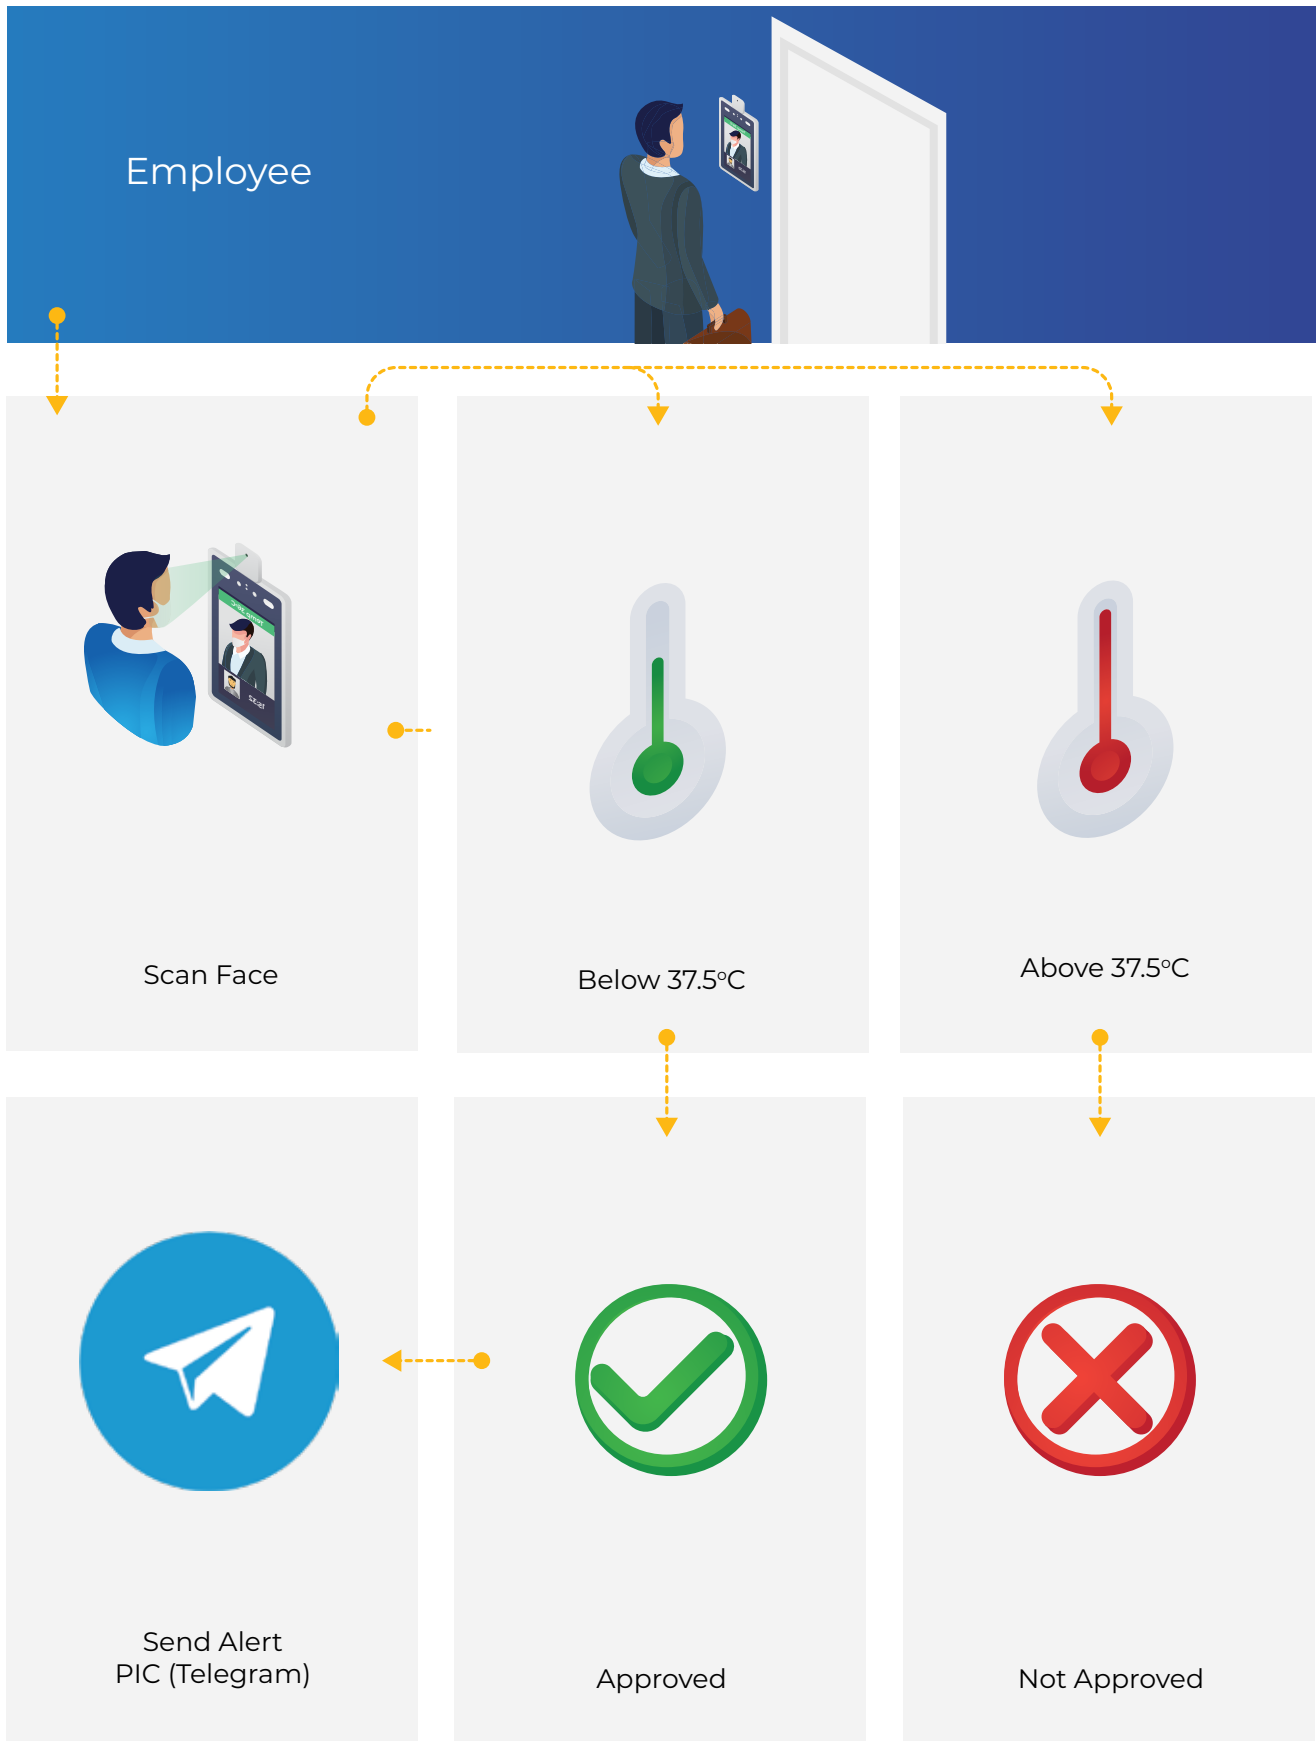 Employee
Scan Face
Below 37.5°C
Above 37.5°C
Send Alert
PIC (Telegram)
Approved
Not Approved